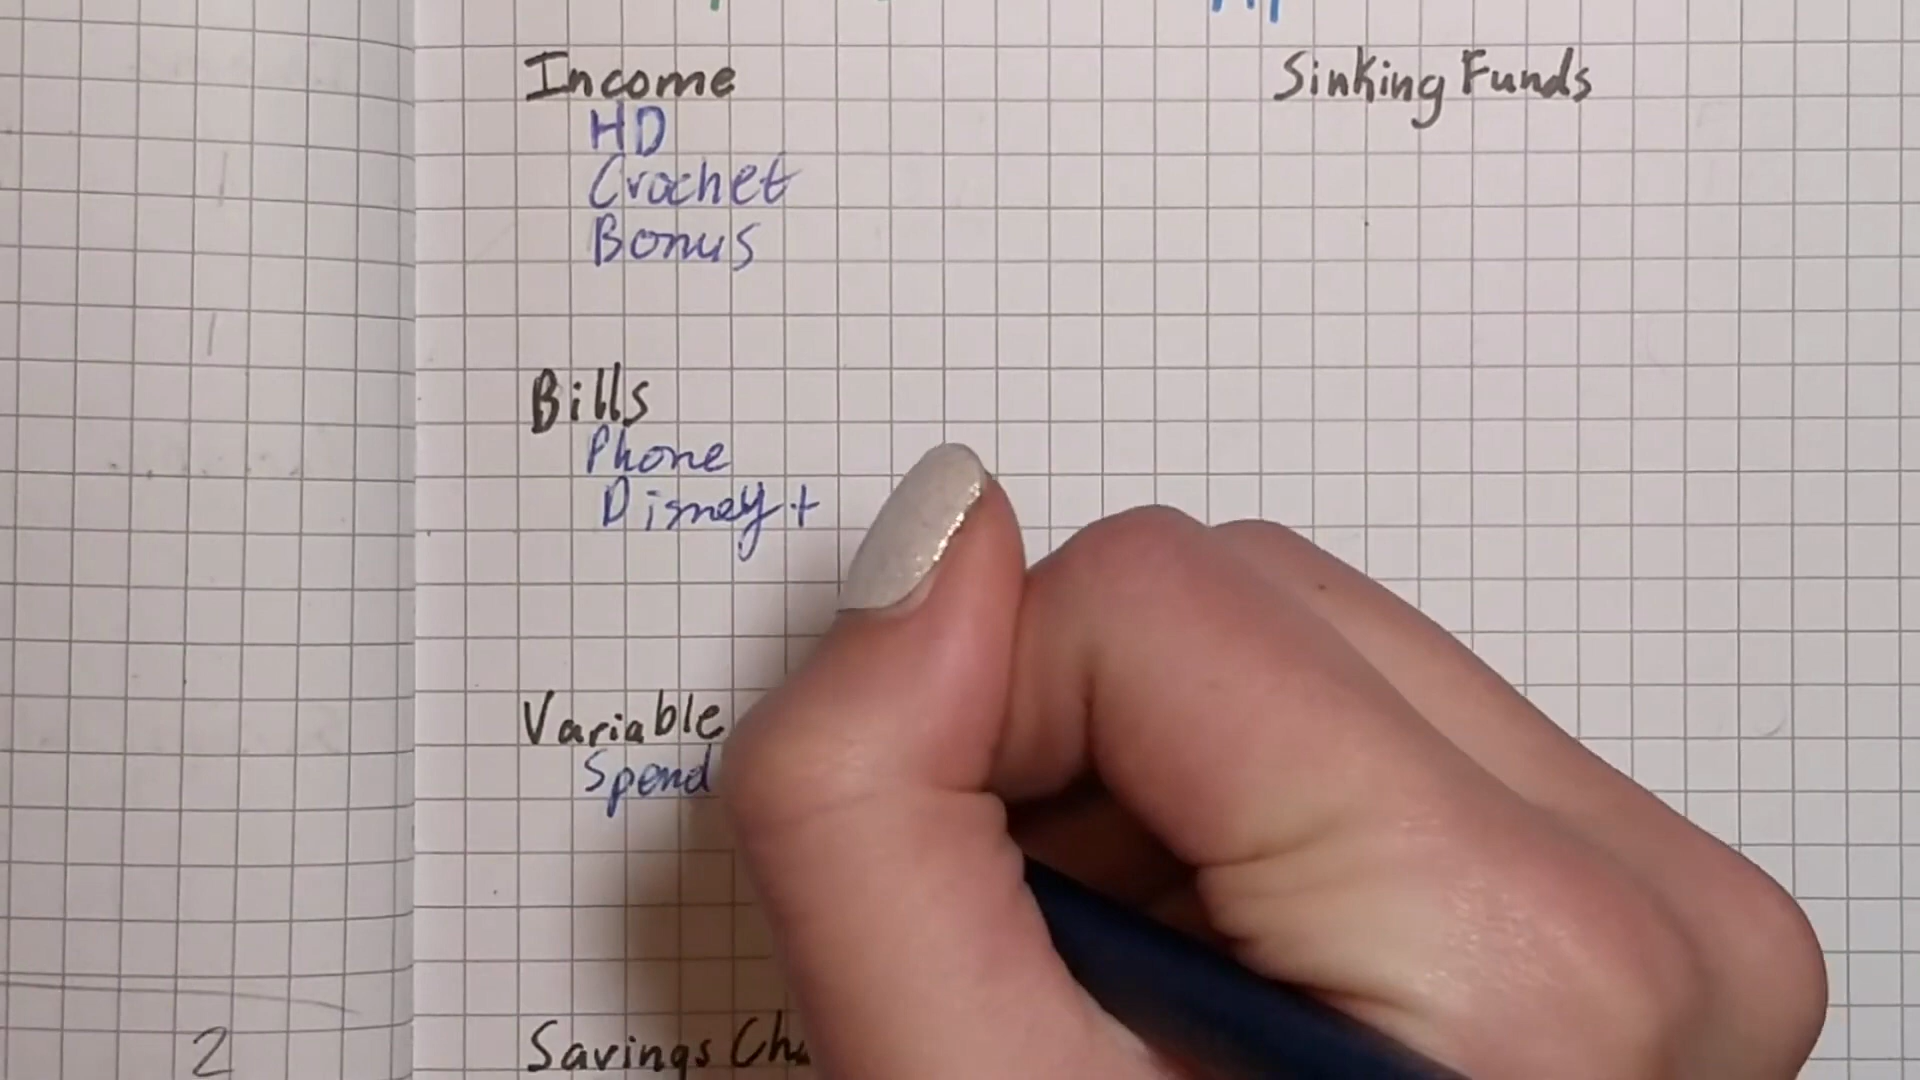 Income
HD
Crochet
Bonus
Bills
Phone
Disney+
Variable
Spend
Savings
Sinking Funds
2